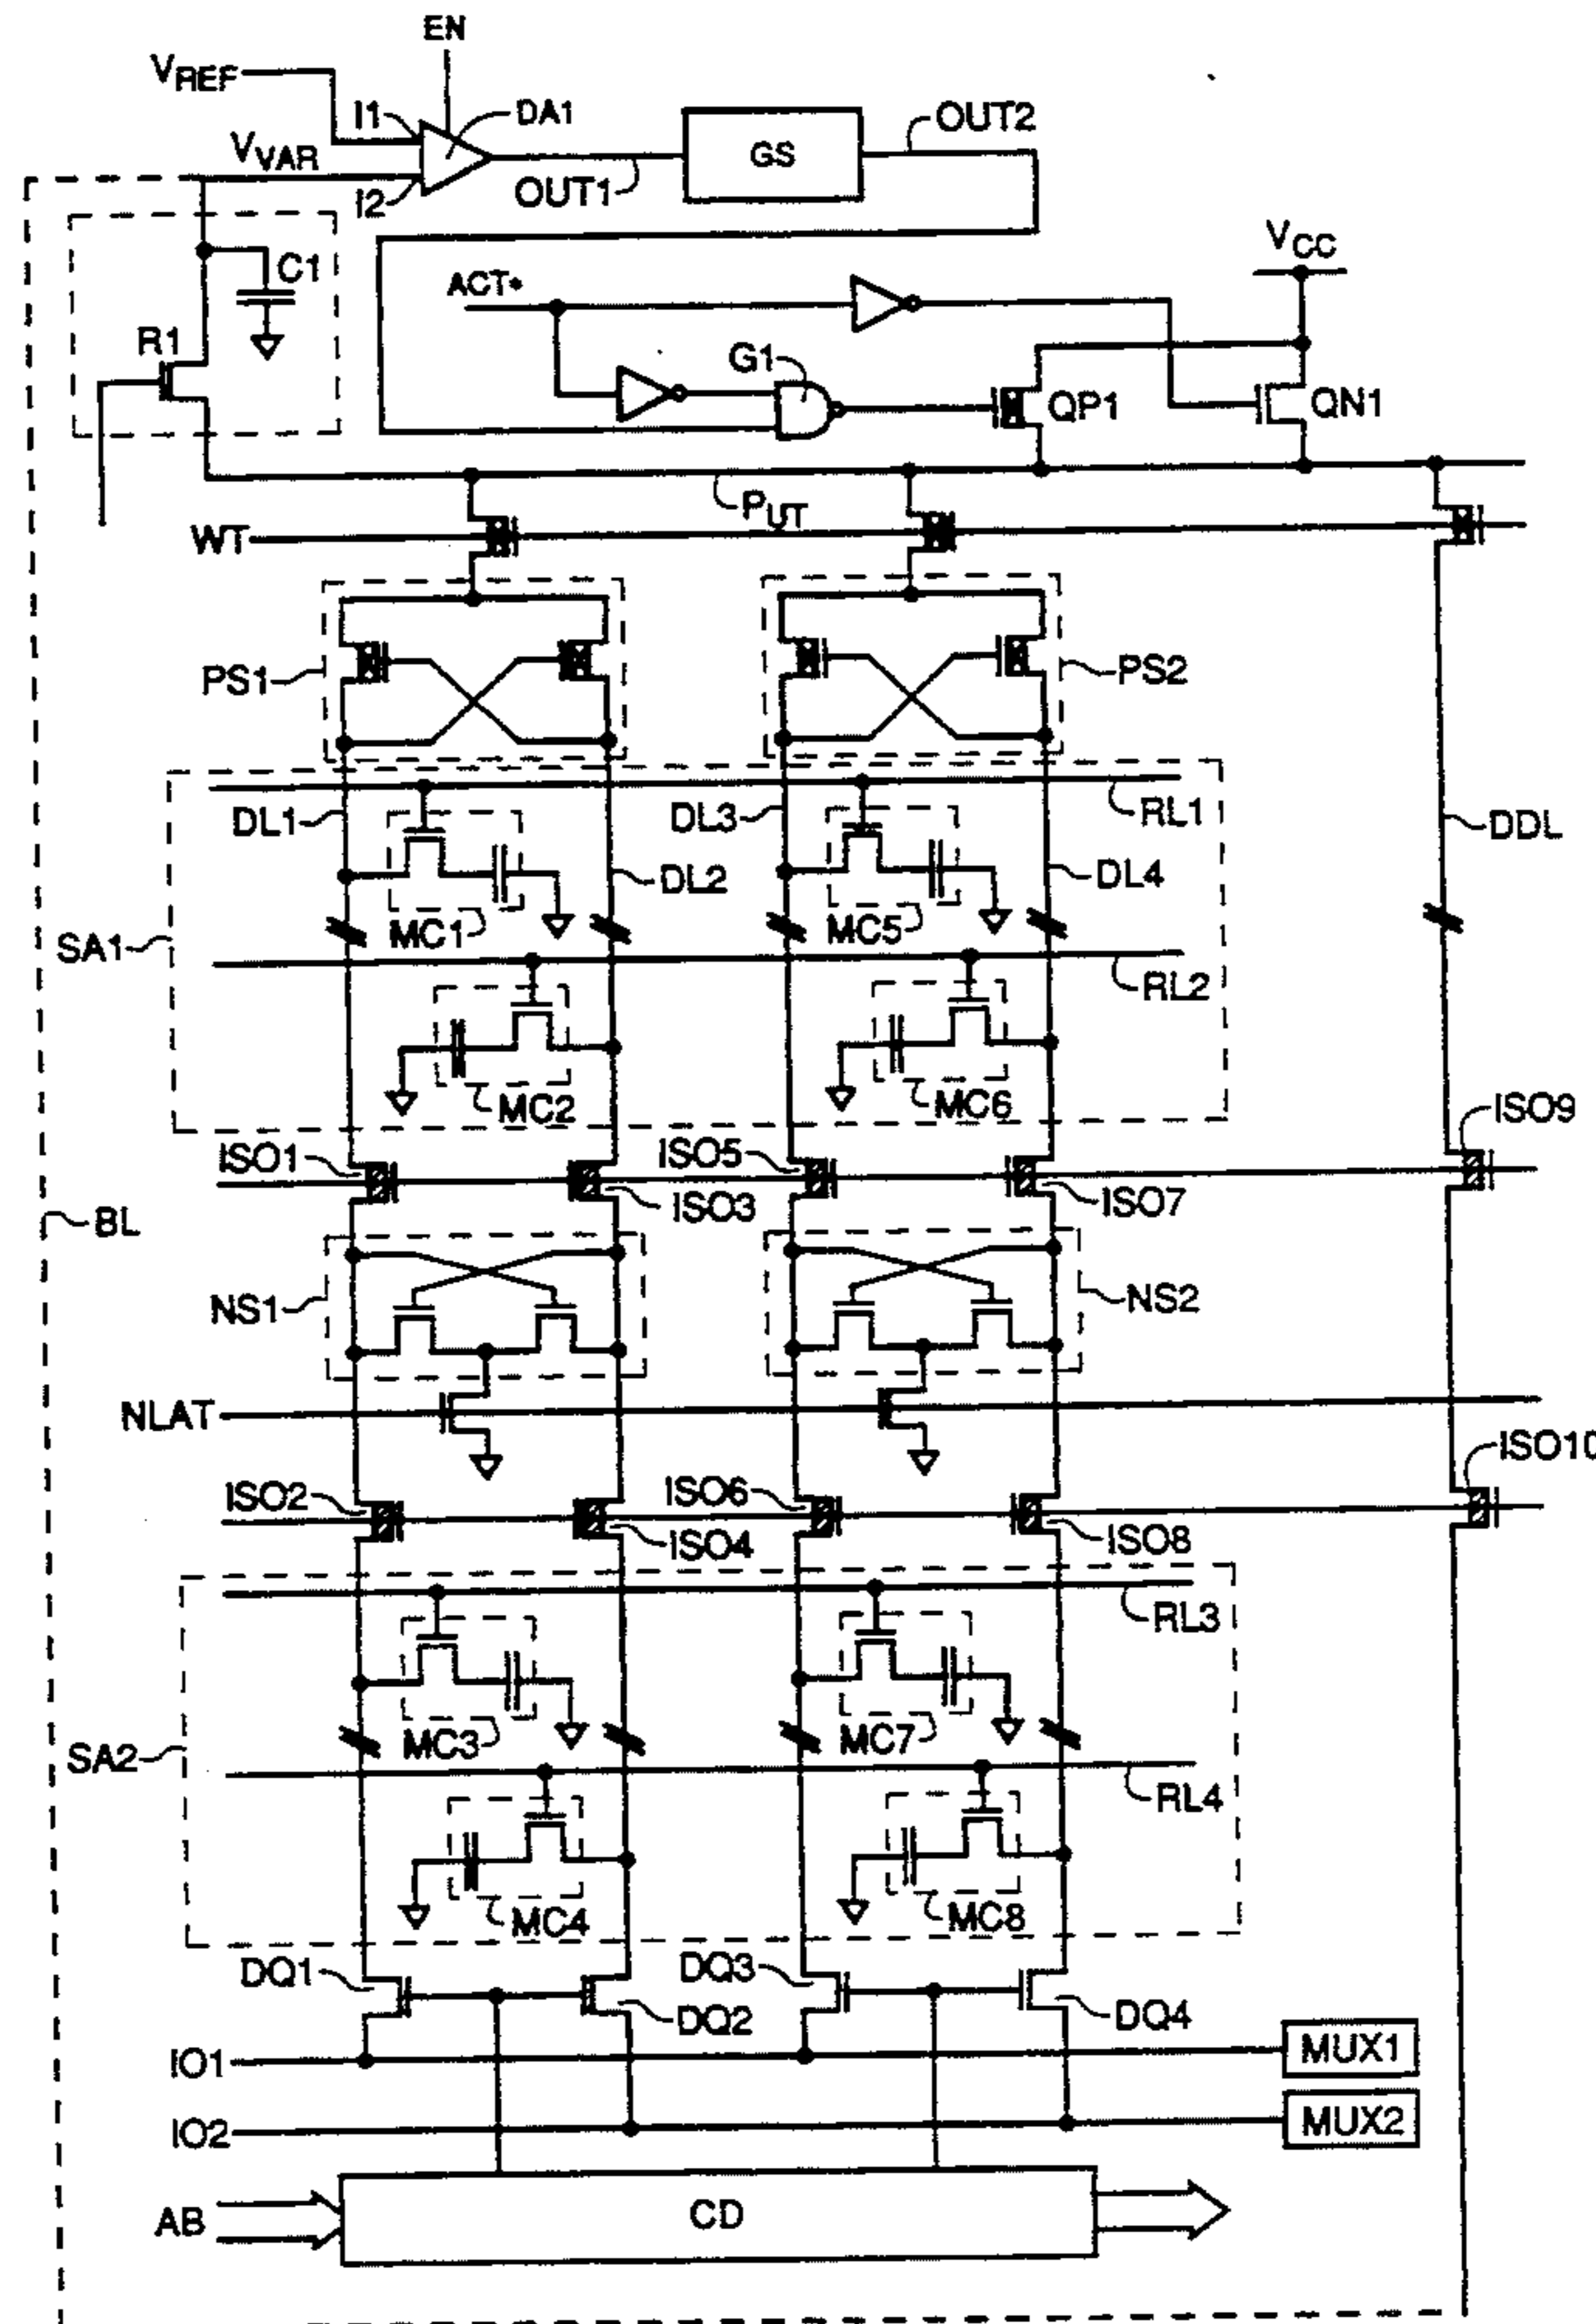 EN
VREF
I1
DA1
GS
OUT2
VVAR
I2
OUT1
VCC
C1
ACT*
R1
G1
QP1
QN1
PUT
WT
PS1
PS2
RL1
DL1
DL3
DDL
DL2
DL4
MC1
MC5
SA1
RL2
MC2
MC6
ISO9
ISO1
ISO5
ISO3
ISO7
BL
NS1
NS2
NLAT
ISO10
ISO2
ISO6
ISO4
ISO8
RL3
MC3
MC7
SA2
RL4
MC4
MC8
DQ1
DQ3
DQ2
DQ4
IO1
MUX1
IO2
MUX2
AB
CD